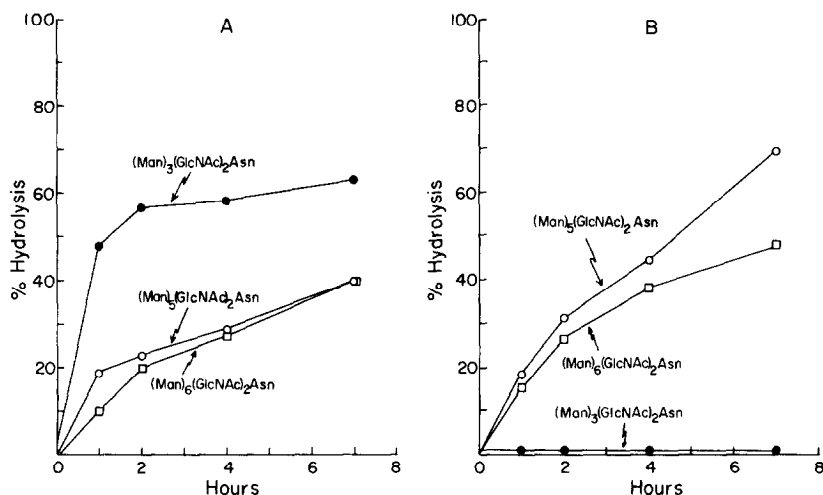 A
100
80
60
40
20
0
2
4
6
8
% Hydrolysis
Hours
(Man)₃(GlcNAc)₂Asn
(Man)₅(GlcNAc)₂Asn
(Man)₆(GlcNAc)₂Asn
B
100
80
60
40
20
0
2
4
6
8
% Hydrolysis
Hours
(Man)₅(GlcNAc)₂Asn
(Man)₆(GlcNAc)₂Asn
(Man)₃(GlcNAc)₂Asn